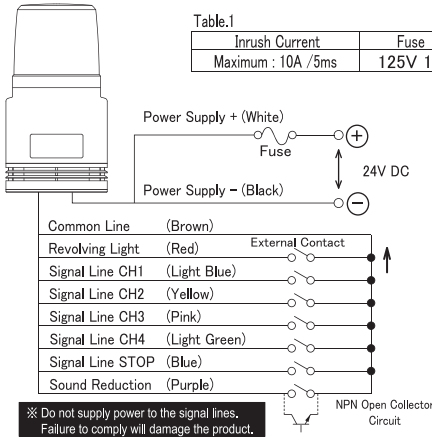 Table.1
Inrush Current Fuse
Maximum : 10A /5ms 125V
Power Supply + (White)
Fuse
24V DC
Power Supply − (Black)
Common Line (Brown)
Revolving Light (Red) External Contact
Signal Line CH1 (Light Blue)
Signal Line CH2 (Yellow)
Signal Line CH3 (Pink)
Signal Line CH4 (Light Green)
Signal Line STOP (Blue)
Sound Reduction (Purple)
NPN Open Collector
Circuit
※ Do not supply power to the signal lines.
Failure to comply will damage the product.